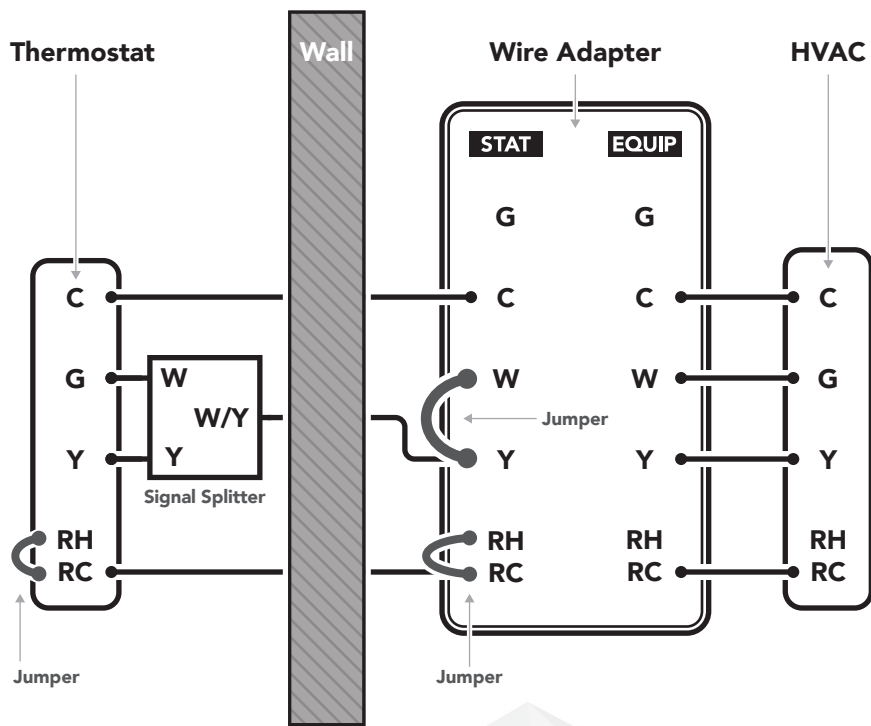 Thermostat
Wall
Wire Adapter
HVAC
STAT
EQUIP
G
G
C
C
C
C
G
W
W/Y
Y
Y
Signal Splitter
W
W
G
Jumper
Y
Y
Y
RH
RC
RH
RC
RH
RC
RH
RC
Jumper
Jumper